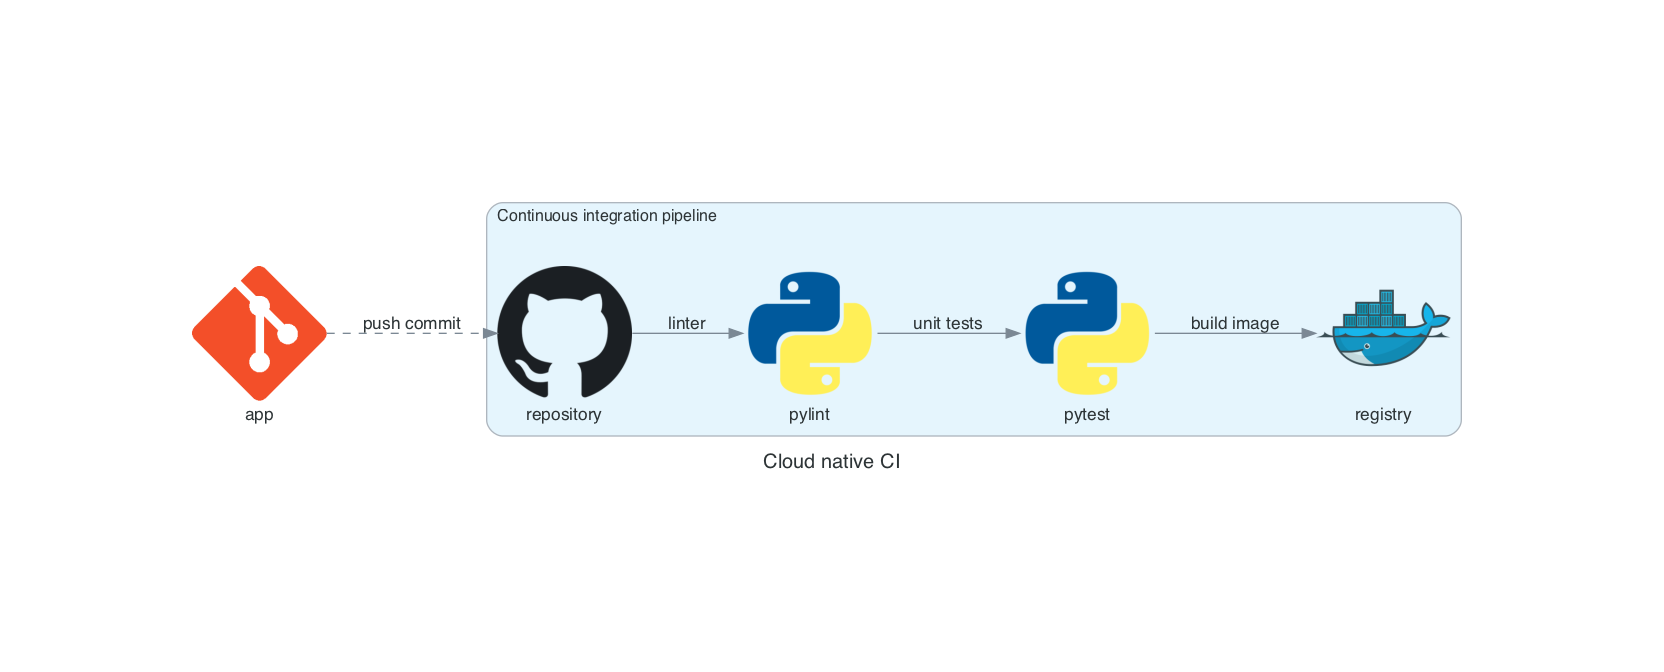 Continuous integration pipeline
push commit
linter
unit tests
build image
app
repository
pylint
pytest
registry
Cloud native CI